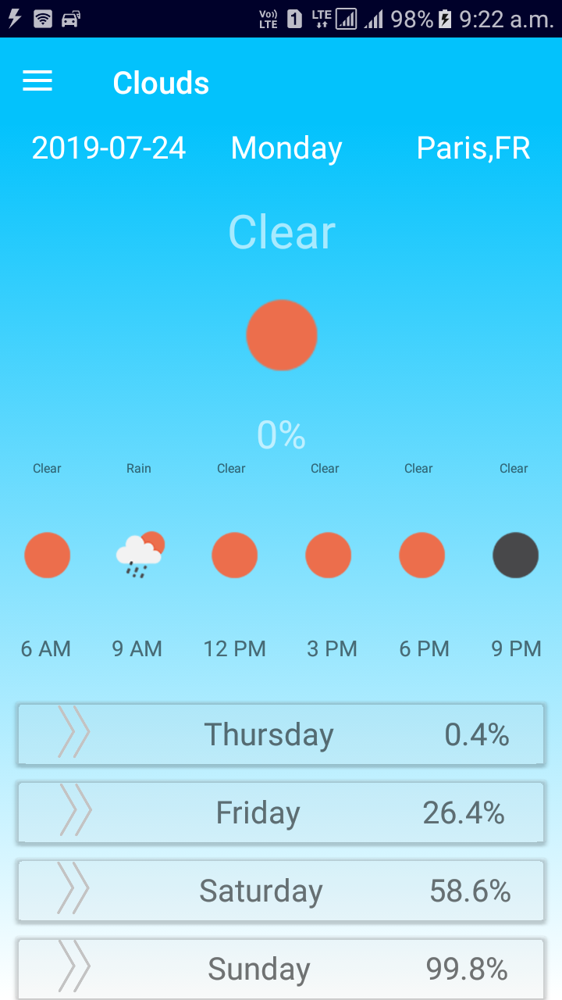 Vo)) LTE 1 LTE 98% 9:22 a.m.
Clouds
2019-07-24 Monday Paris,FR
Clear
0%
Clear Rain Clear Clear Clear Clear
6 AM 9 AM 12 PM 3 PM 6 PM 9 PM
Thursday 0.4%
Friday 26.4%
Saturday 58.6%
Sunday 99.8%